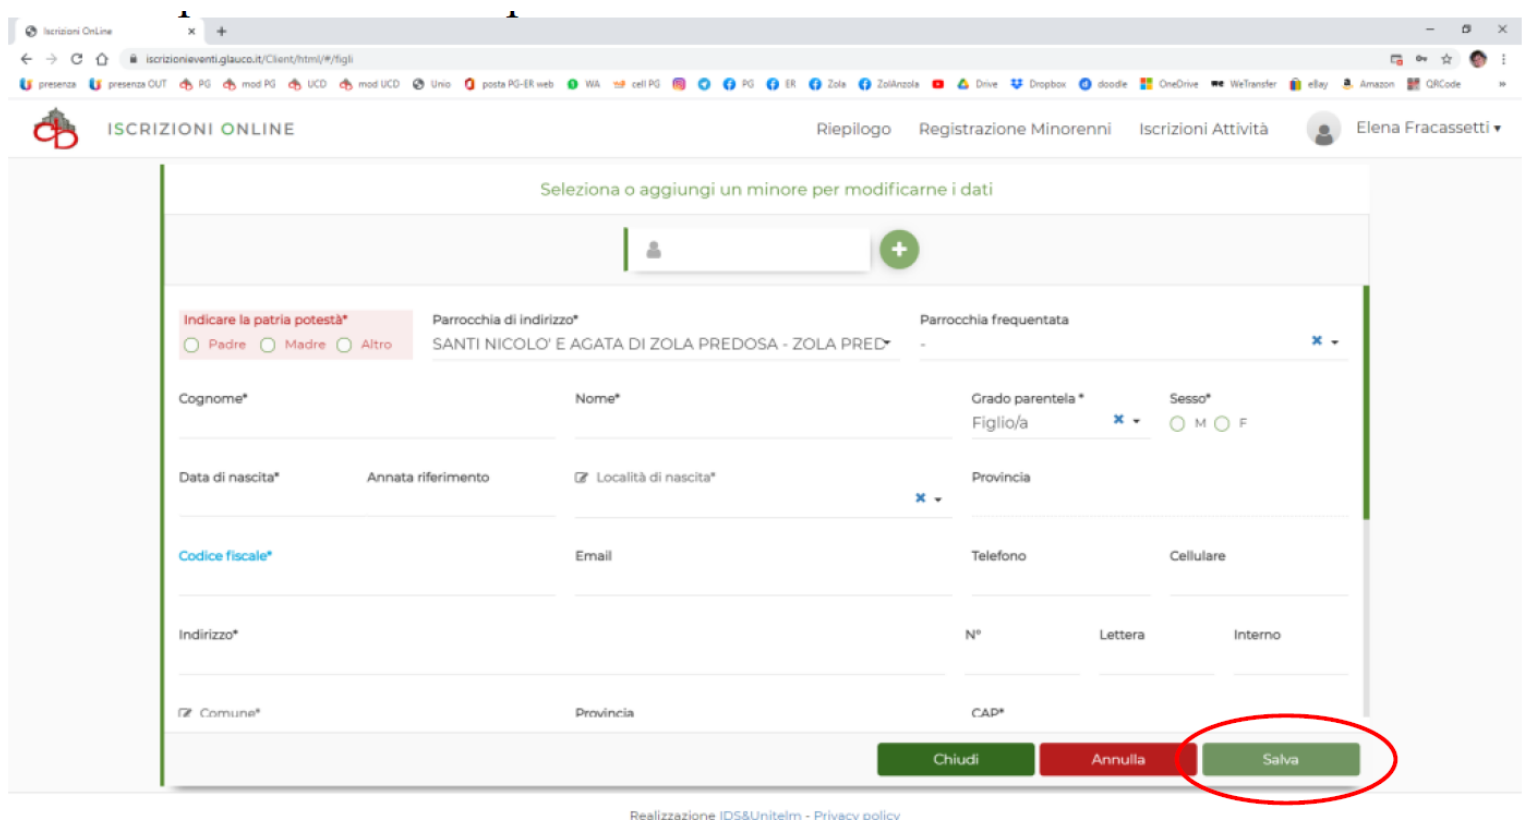 Iscrizioni OnLine
iscrizionieventi.glauco.it/Client/html/#/figli
presenza presenza OUT PG mod PG UCD mod UCD Unio posta PG-ER web WA cell PG PG ER Zola ZolAnzola Drive Dropbox doodle OneDrive WeTransfer eBay Amazon QRCode »
ISCRIZIONI ONLINE Riepilogo Registrazione Minorenni Iscrizioni Attività Elena Fracassetti
Seleziona o aggiungi un minore per modificarne i dati
Indicare la patria potestà* Parrocchia di indirizzo* Parrocchia frequentata
Padre Madre Altro SANTI NICOLO' E AGATA DI ZOLA PREDOSA - ZOLA PRED -
Cognome* Nome* Grado parentela * Sesso*
Figlio/a M F
Data di nascita* Annata riferimento Località di nascita* Provincia
Codice fiscale* Email Telefono Cellulare
Indirizzo* N° Lettera Interno
Comune* Provincia CAP*
Chiudi Annulla Salva
Realizzazione IDS&Unitelm - Privacy policy